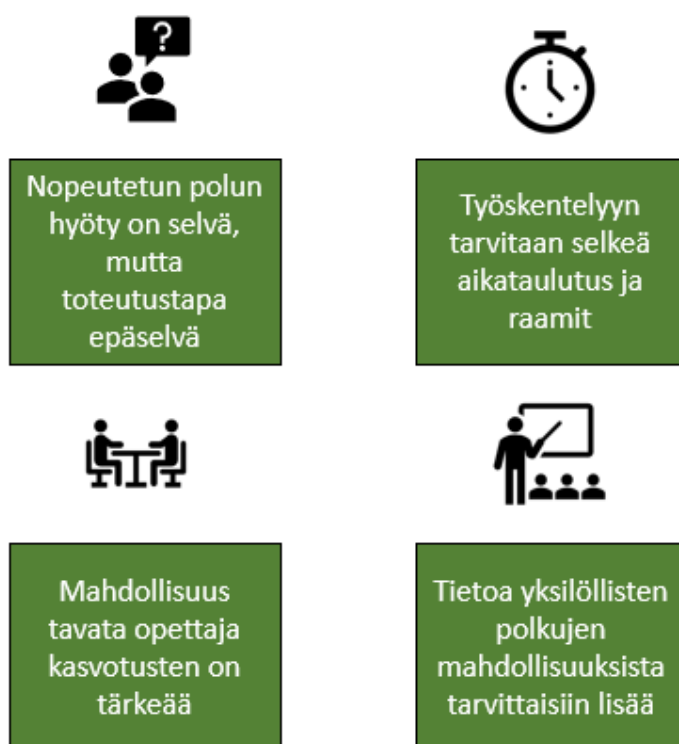 ?
Nopeutetun polun
hyöty on selvä,
mutta
toteutustapa
epäselvä
Työskentelyyn
tarvitaan selkeä
aikataulutus ja
raamit
Mahdollisuus
tavata opettaja
kasvotusten on
tärkeää
Tietoa yksilöllisten
polkujen
mahdollisuuksista
tarvittaisiin lisää